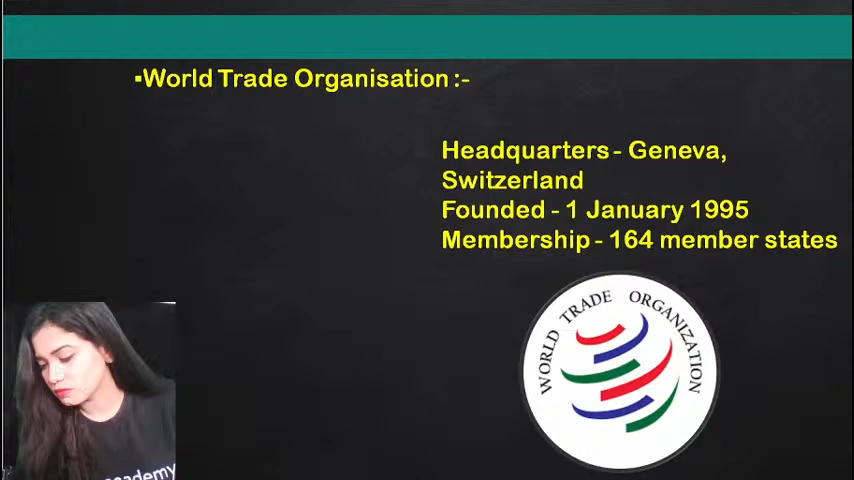 ▪World Trade Organisation :-
Headquarters - Geneva,
Switzerland
Founded - 1 January 1995
Membership - 164 member states
WORLD TRADE ORGANIZATION
academy